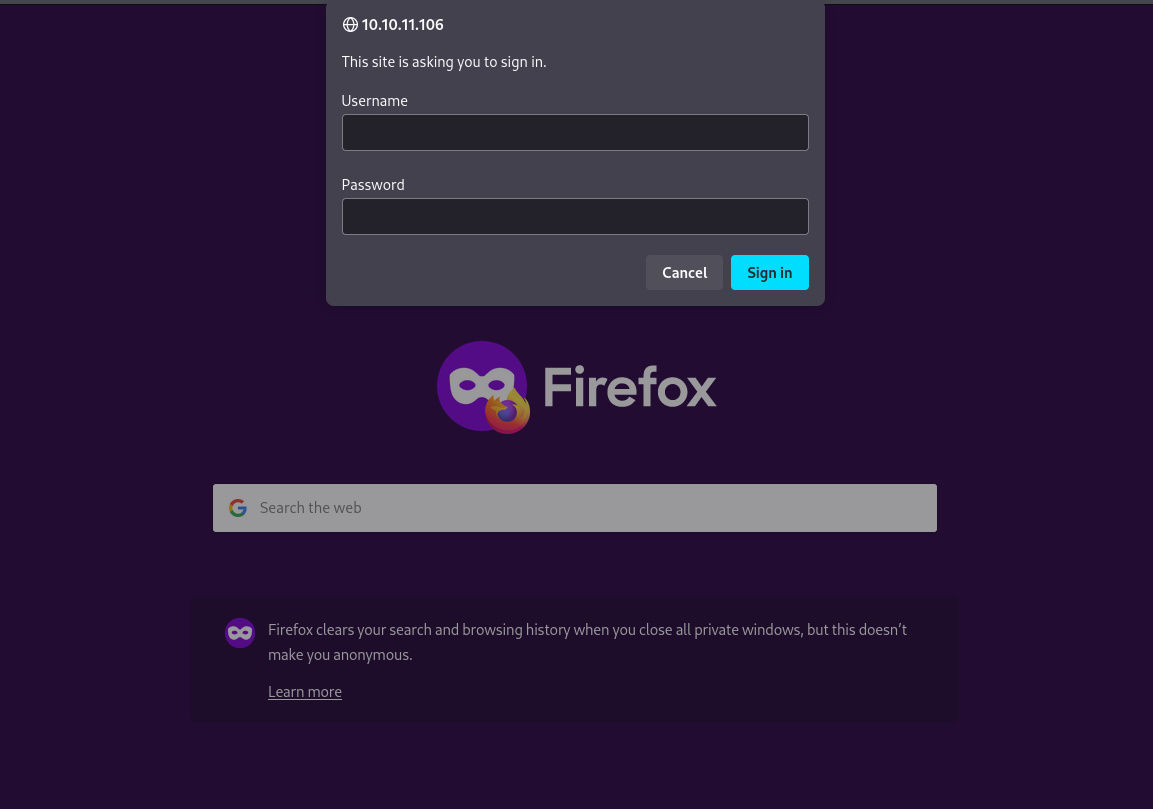 10.10.11.106
This site is asking you to sign in.
Username
Password
Cancel
Sign in
Firefox
Search the web
Firefox clears your search and browsing history when you close all private windows, but this doesn’t
make you anonymous.
Learn more